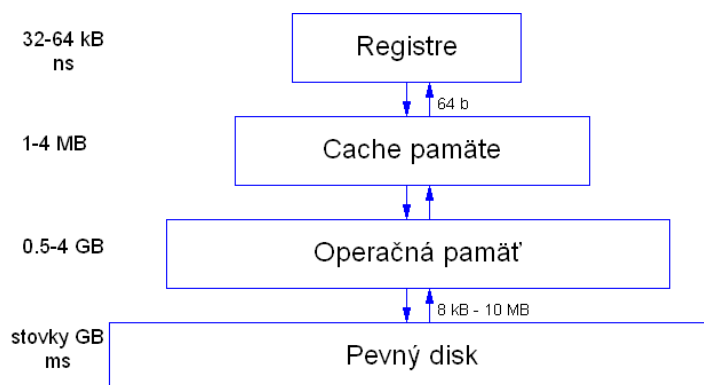 32-64 kB
ns
Registre
64 b
1-4 MB
Cache pamäte
0.5-4 GB
Operačná pamäť
8 kB - 10 MB
stovky GB
ms
Pevný disk